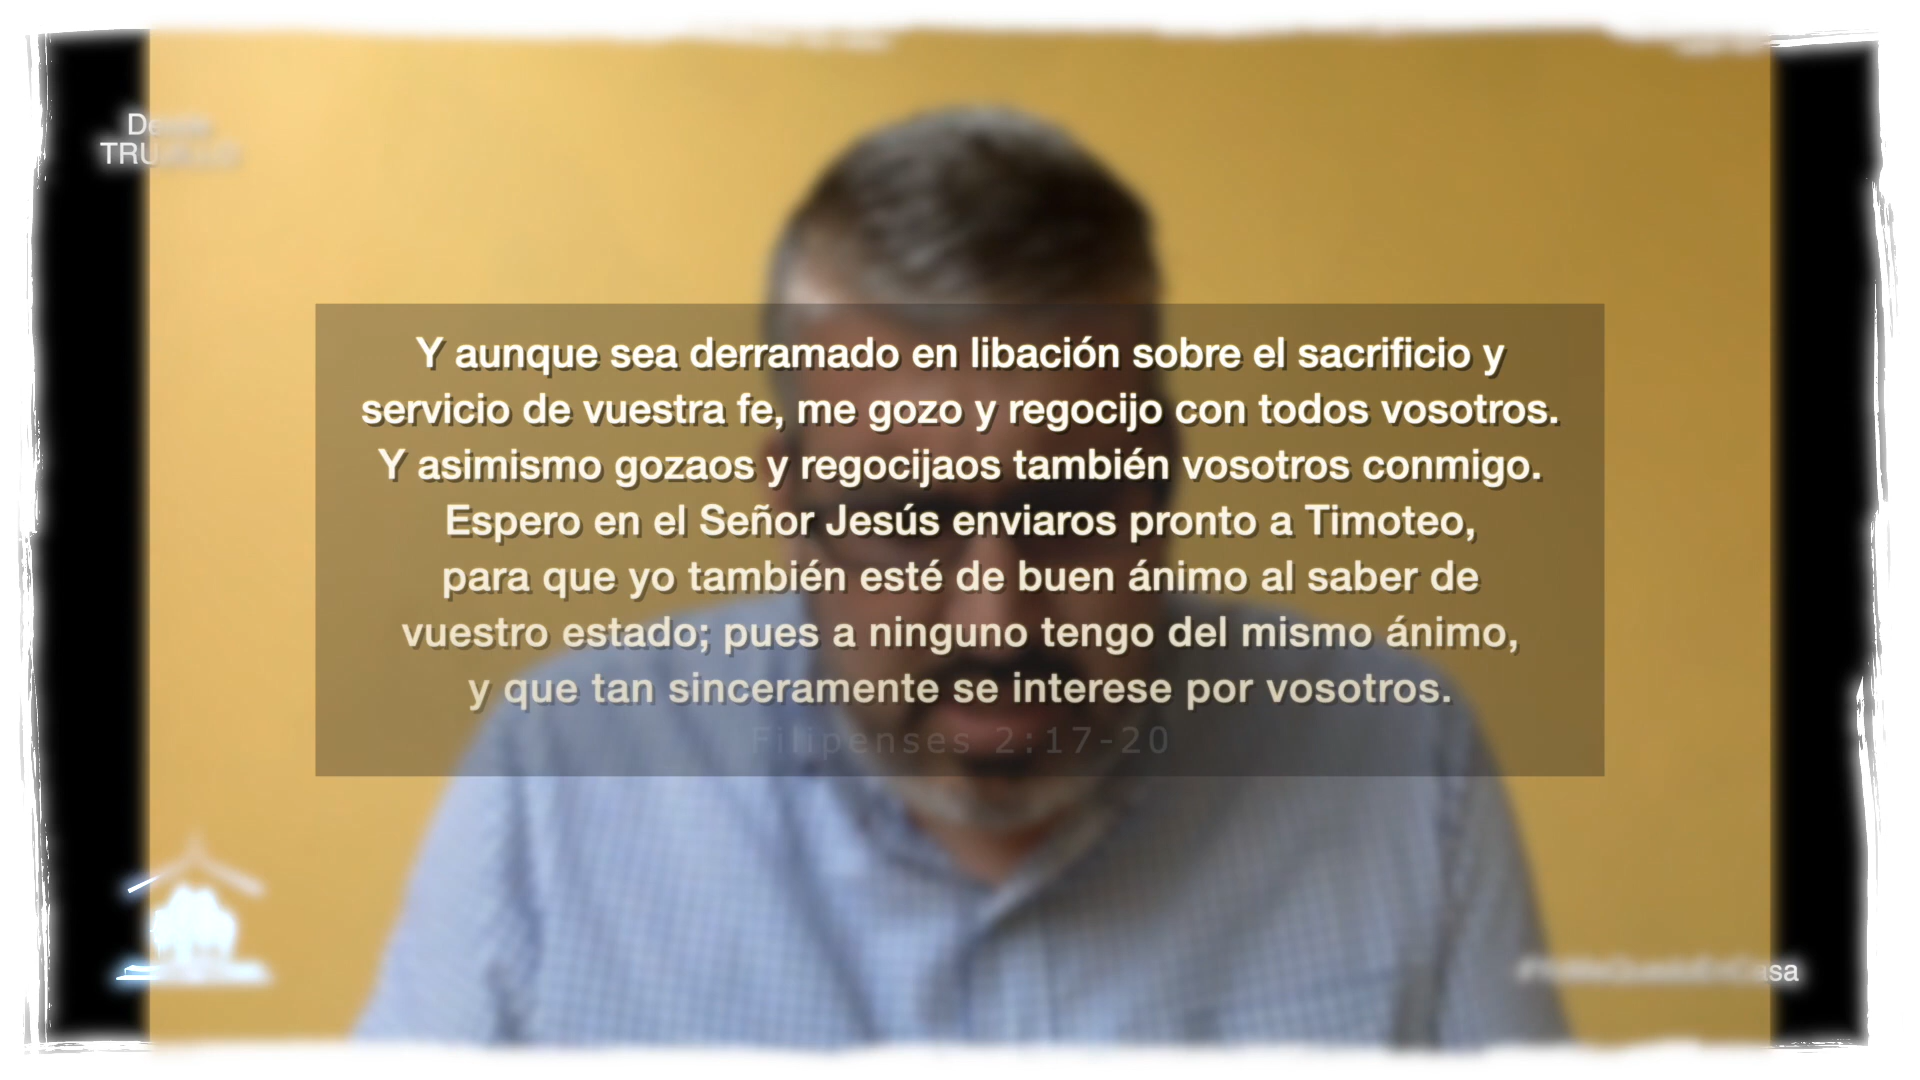 Desde
TRUJILLO
Y aunque sea derramado en libación sobre el sacrificio y
servicio de vuestra fe, me gozo y regocijo con todos vosotros.
Y asimismo gozaos y regocijaos también vosotros conmigo.
Espero en el Señor Jesús enviaros pronto a Timoteo,
para que yo también esté de buen ánimo al saber de
vuestro estado; pues a ninguno tengo del mismo ánimo,
y que tan sinceramente se interese por vosotros.
Filipenses 2:17-20
#YoMeQuedoEnCasa